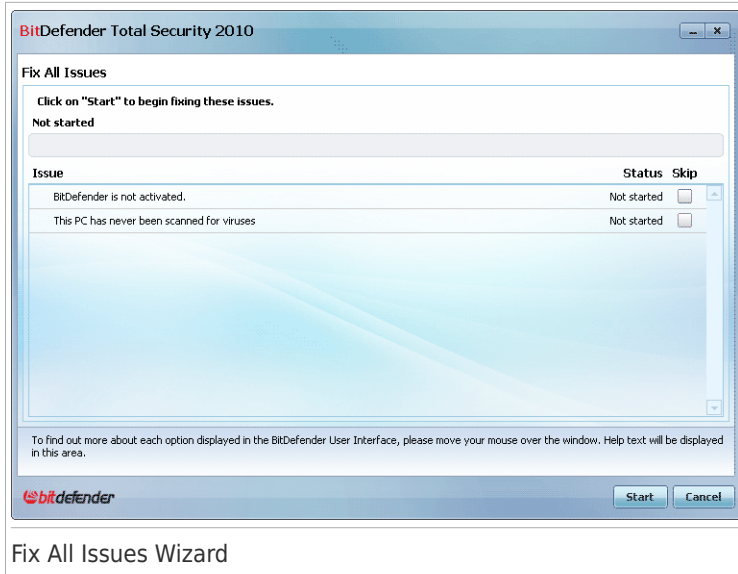 BitDefender Total Security 2010
Fix All Issues
Click on "Start" to begin fixing these issues.
Not started
Issue Status Skip
BitDefender is not activated. Not started
This PC has never been scanned for viruses Not started
To find out more about each option displayed in the BitDefender User Interface, please move your mouse over the window. Help text will be displayed
in this area.
bitdefender Start Cancel
Fix All Issues Wizard